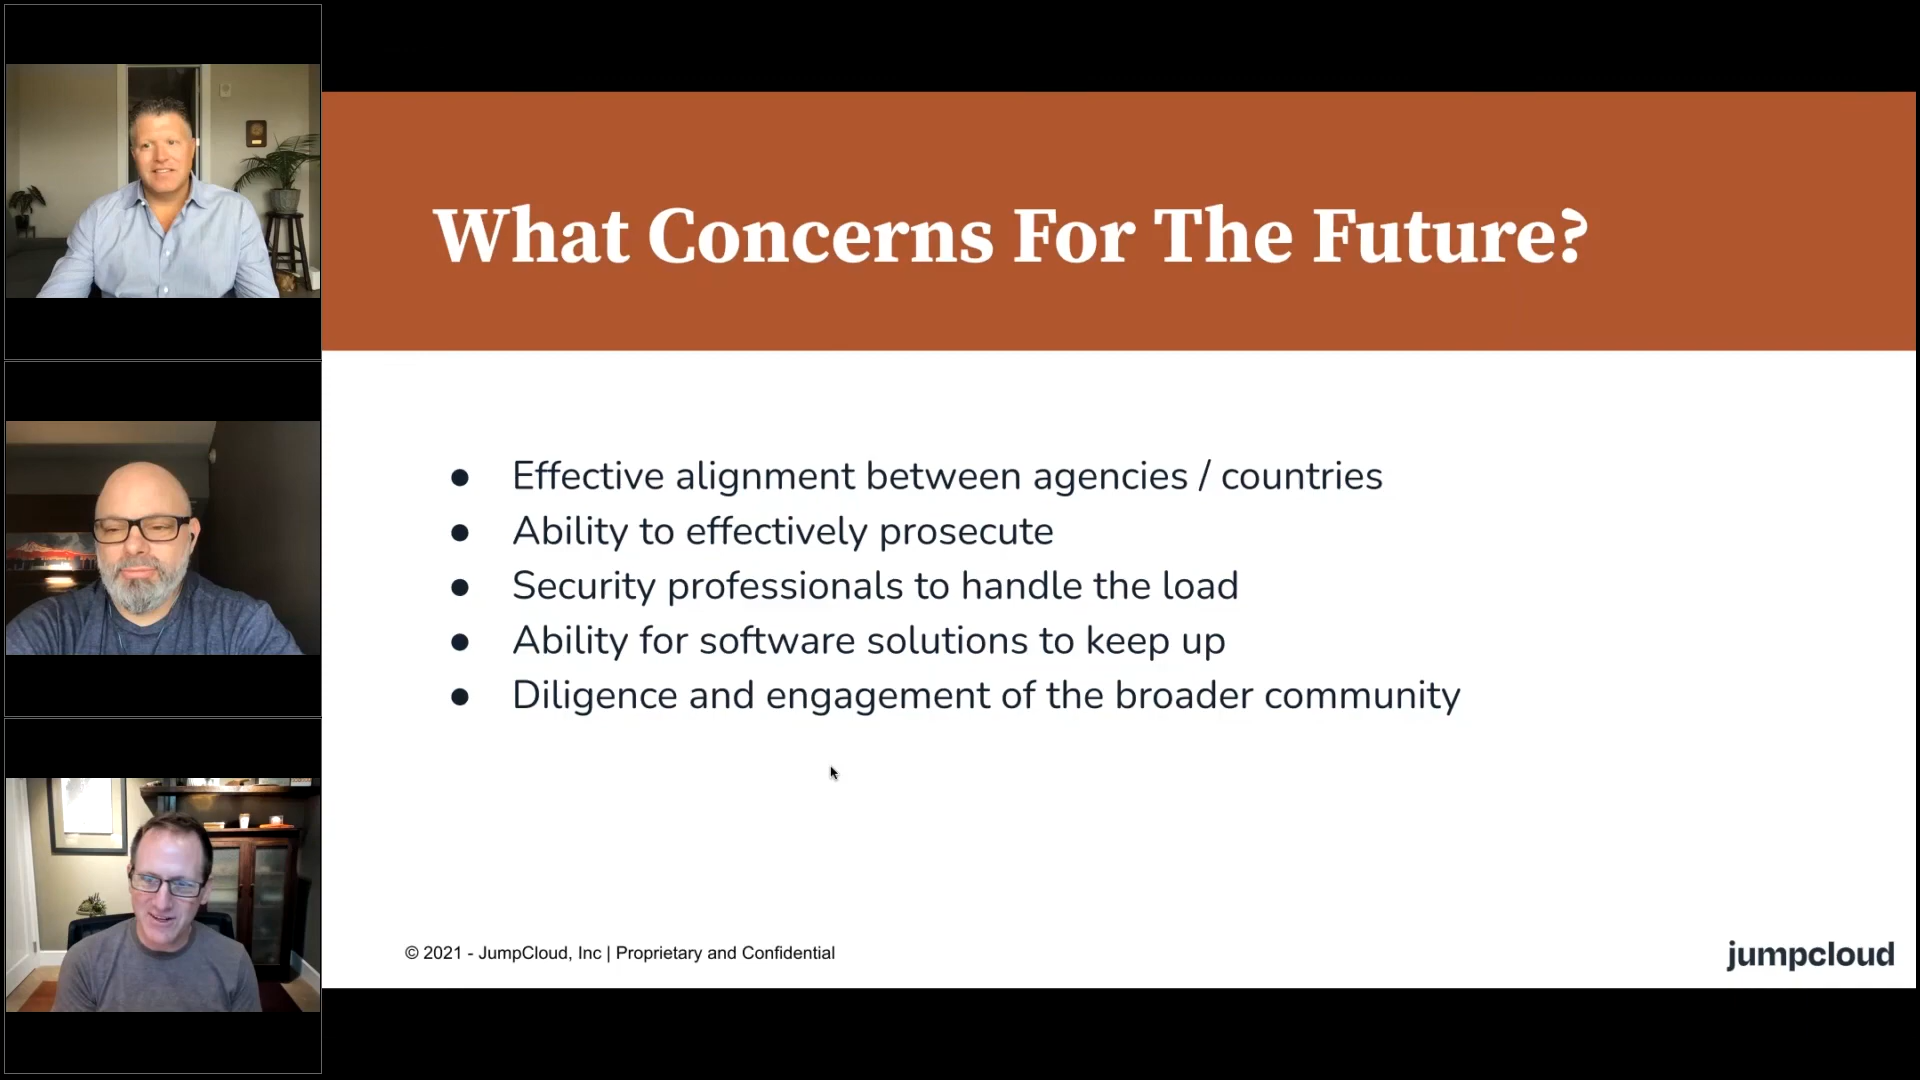 What Concerns For The Future?
● Effective alignment between agencies / countries
● Ability to effectively prosecute
● Security professionals to handle the load
● Ability for software solutions to keep up
● Diligence and engagement of the broader community
© 2021 - JumpCloud, Inc | Proprietary and Confidential
jumpcloud